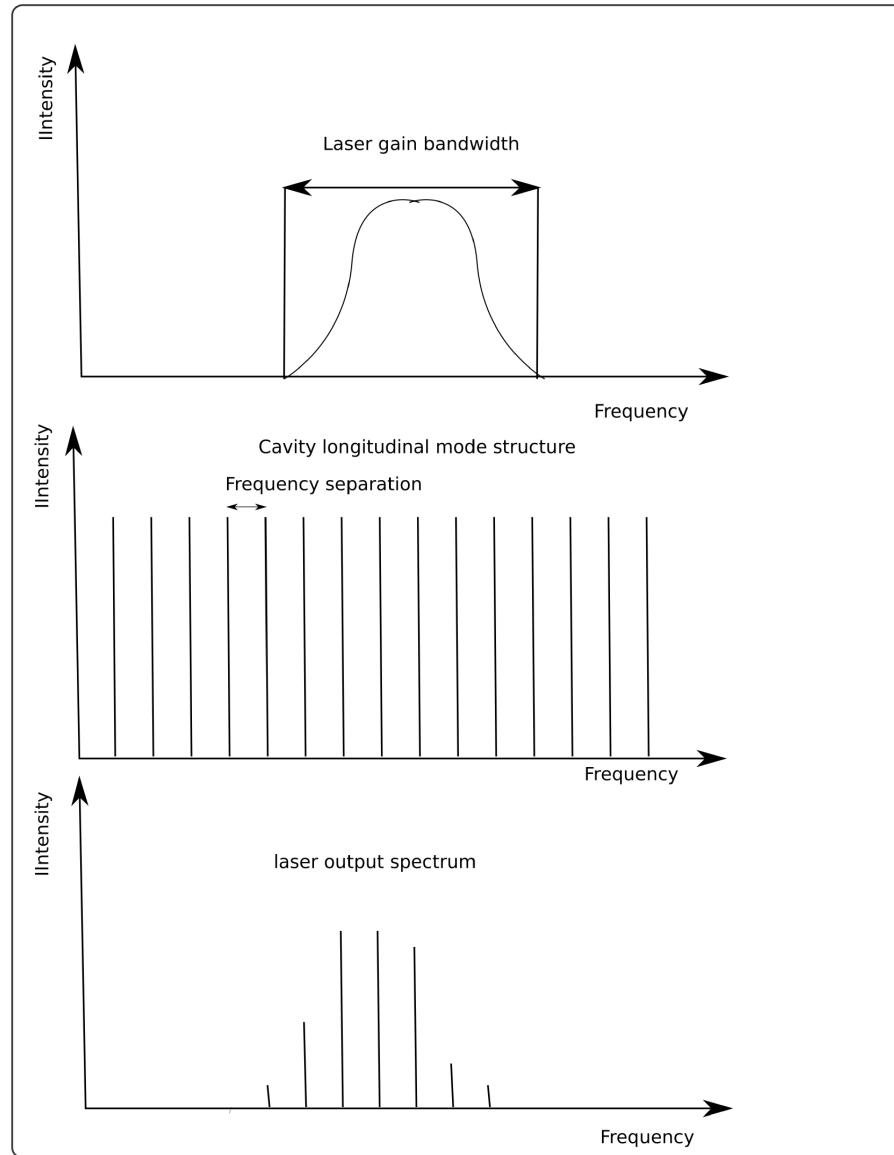 IIntensity
Laser gain bandwidth
Frequency
IIntensity
Cavity longitudinal mode structure
Frequency separation
Frequency
IIntensity
laser output spectrum
Frequency